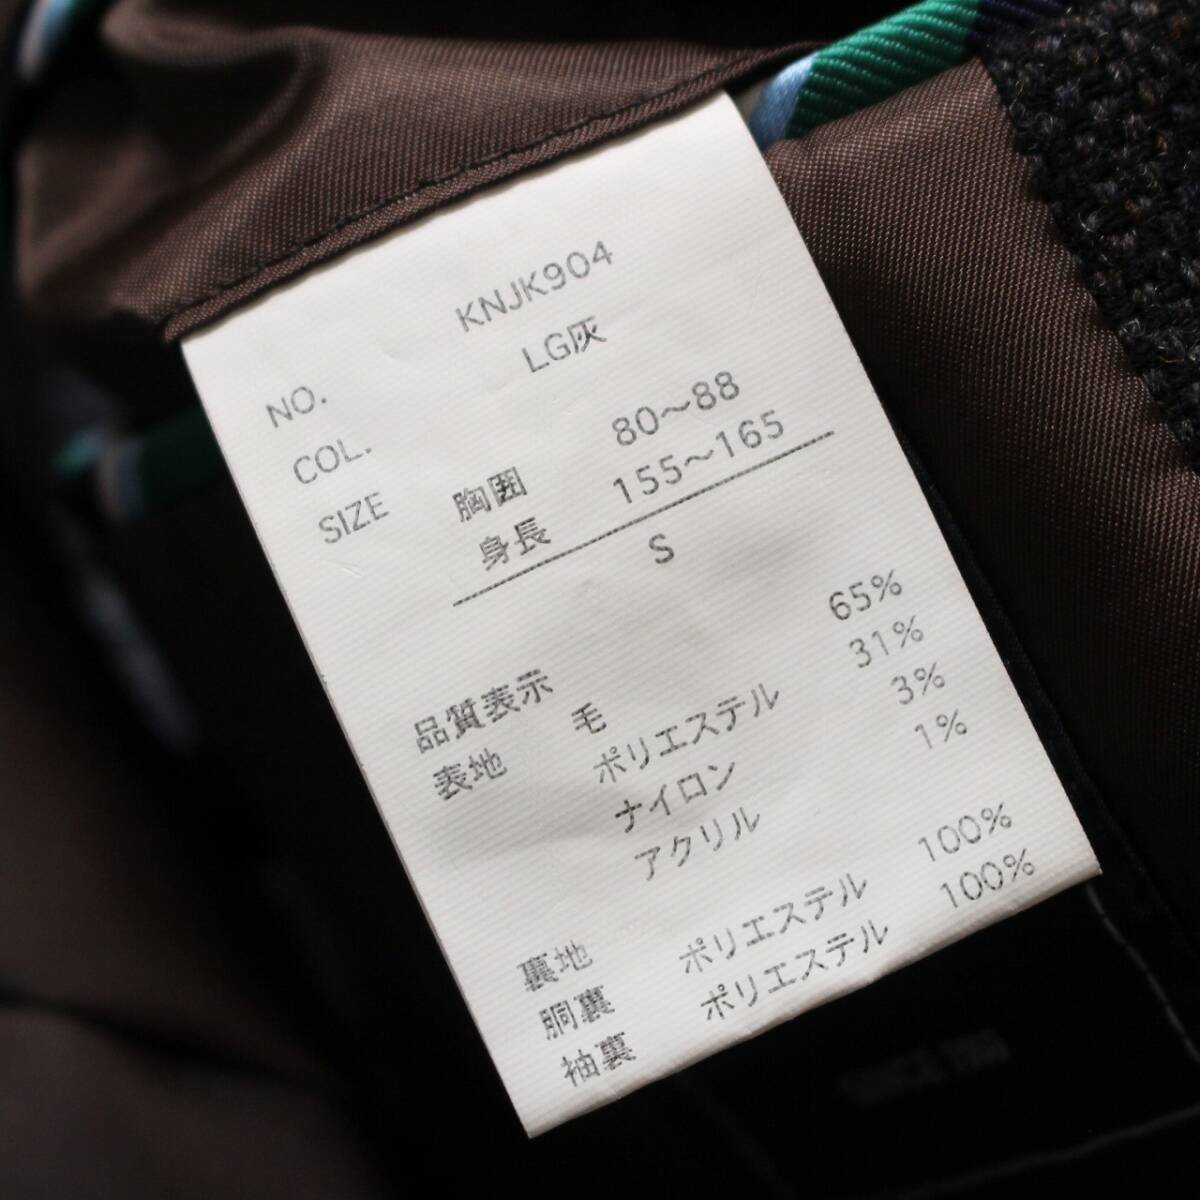 NO. KNJK904
COL. LG灰
SIZE 胸囲 80～88
身長 155～165
S
品質表示
表地 毛 65%
ポリエステル 31%
ナイロン 3%
アクリル 1%
裏地
胴裏 ポリエステル 100%
袖裏 ポリエステル 100%